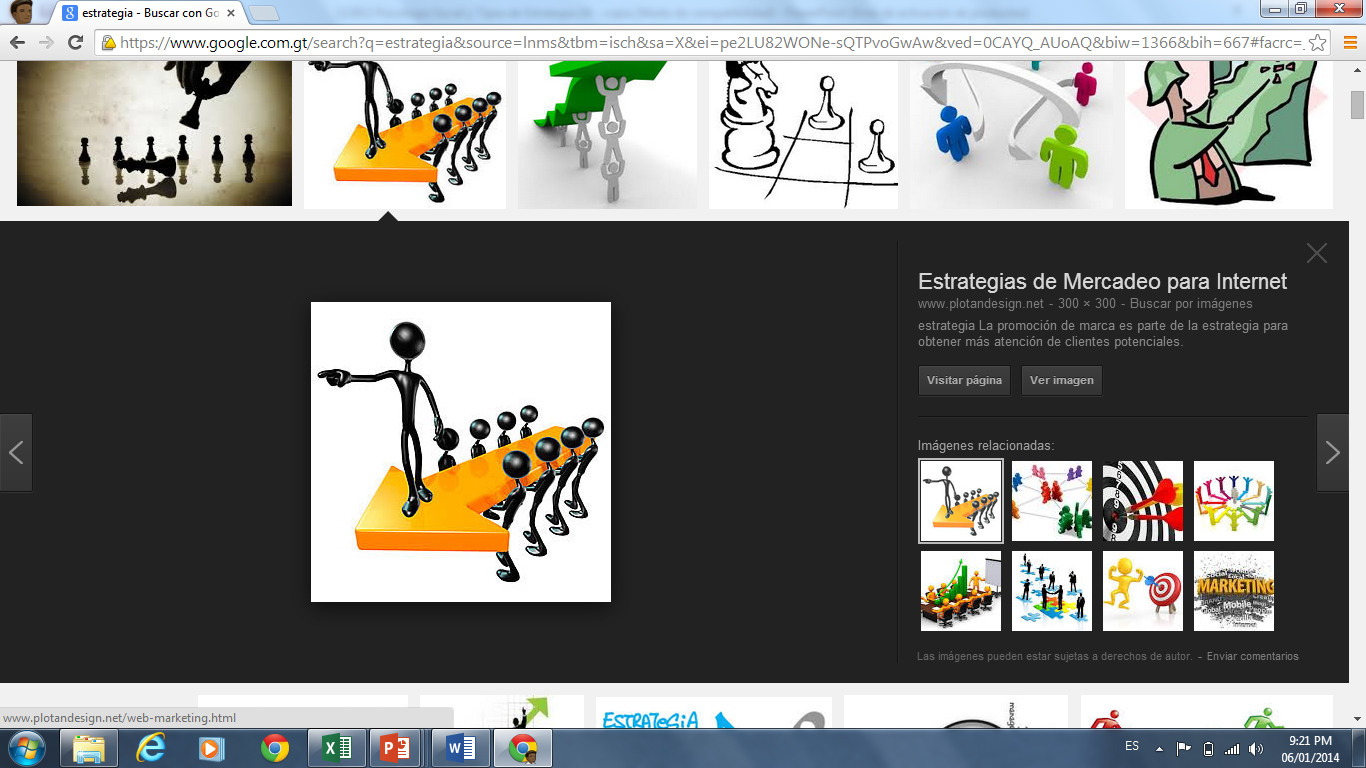 estrategia - Buscar con Go
https://www.google.com.gt/search?q=estrategia&source=lnms&tbm=isch&sa=X&ei=pe2LU82WONe-sQTPvoGwAw&ved=0CAYQ_AUoAQ&biw=1366&bih=667#facrc=_
Estrategias de Mercadeo para Internet
www.plotandesign.net - 300 × 300 - Buscar por imágenes
estrategia La promoción de marca es parte de la estrategia para
obtener más atención de clientes potenciales.
Visitar página
Ver imagen
Imágenes relacionadas:
MARKETING
Mobile
Internet
Las imágenes pueden estar sujetas a derechos de autor. - Enviar comentarios
ESTRATEGIA
www.plotandesign.net/web-marketing.html
ES
9:21 PM
06/01/2014